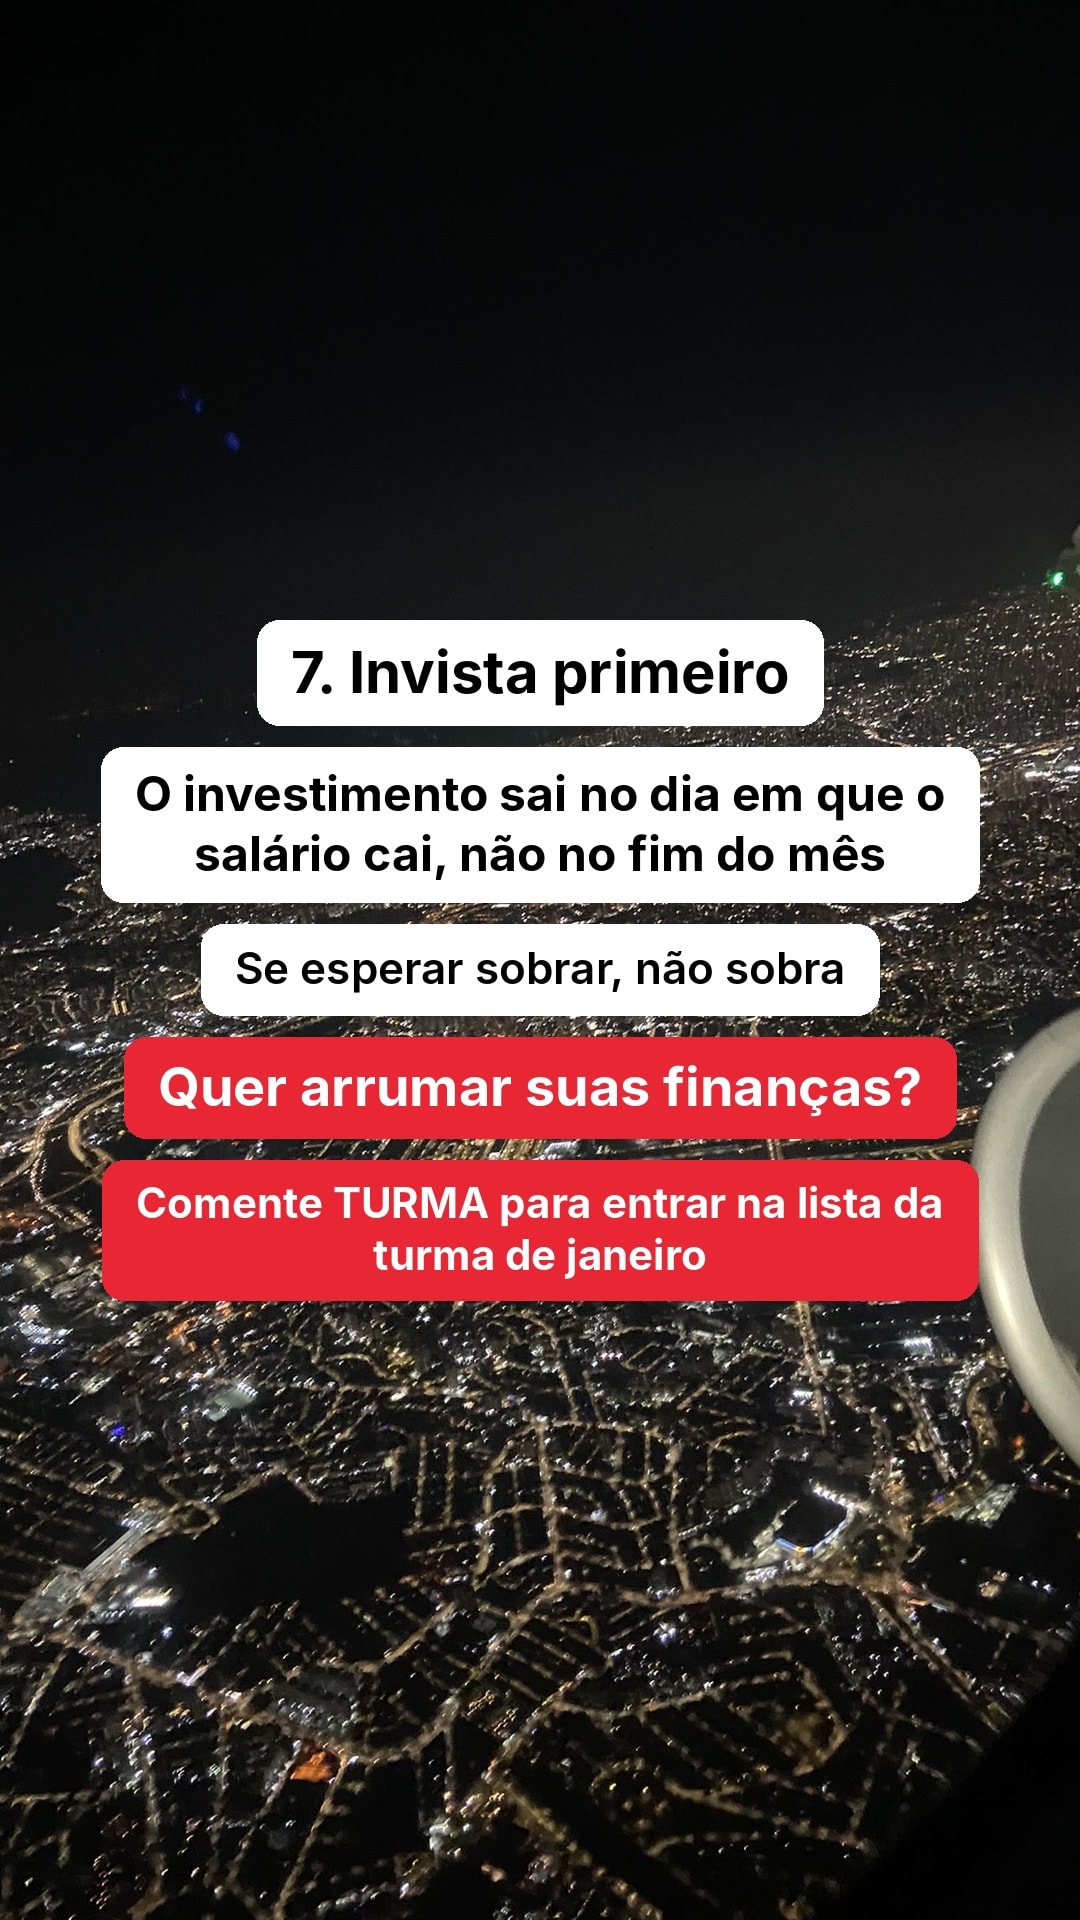 7. Invista primeiro
O investimento sai no dia em que o
salário cai, não no fim do mês
Se esperar sobrar, não sobra
Quer arrumar suas finanças?
Comente TURMA para entrar na lista da
turma de janeiro